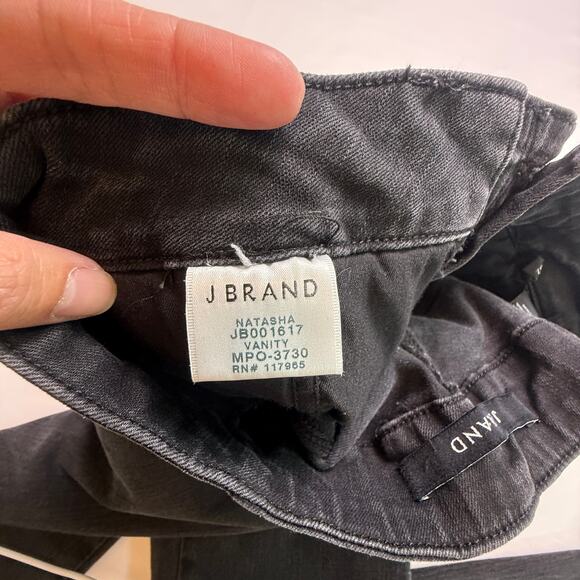 J BRAND
NATASHA
JB001617
VANITY
MPO-3730
RN# 117965